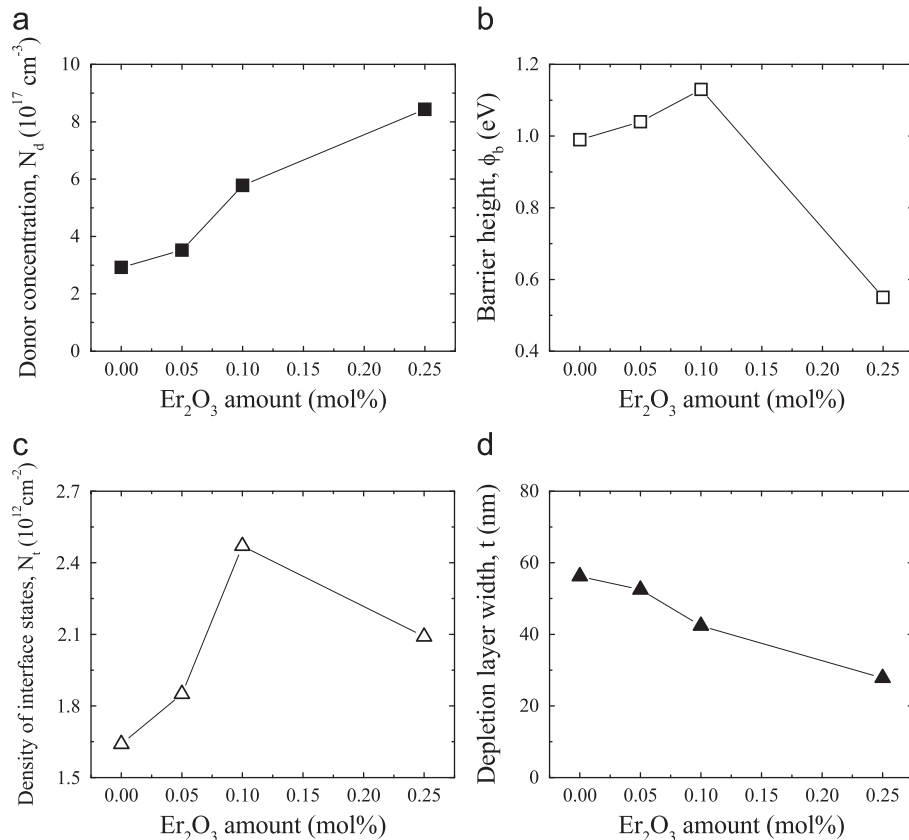 a
Donor concentration, N_d (10^17 cm^-3)
10
8
6
4
2
0
0.00 0.05 0.10 0.15 0.20 0.25
Er₂O₃ amount (mol%)
b
Barrier height, ϕ_b (eV)
1.2
1.0
0.8
0.6
0.4
0.00 0.05 0.10 0.15 0.20 0.25
Er₂O₃ amount (mol%)
c
Density of interface states, N_t (10^12 cm^-2)
2.7
2.4
2.1
1.8
1.5
0.00 0.05 0.10 0.15 0.20 0.25
Er₂O₃ amount (mol%)
d
Depletion layer width, t (nm)
80
60
40
20
0
0.00 0.05 0.10 0.15 0.20 0.25
Er₂O₃ amount (mol%)